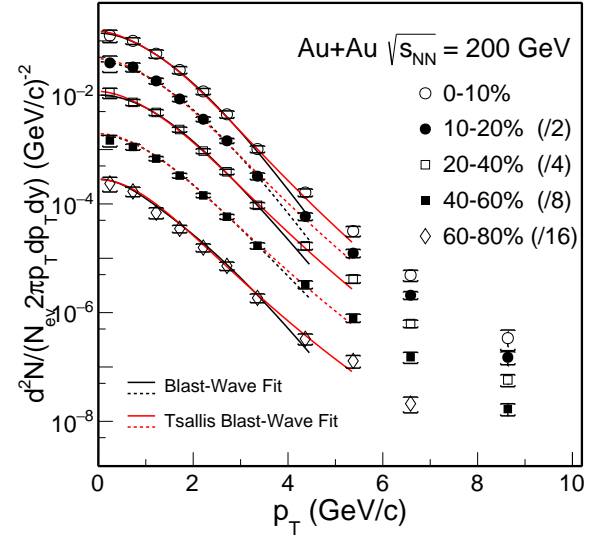 Au+Au √s_NN = 200 GeV
0-10%
10-20% (/2)
20-40% (/4)
40-60% (/8)
60-80% (/16)
d²N/(N_ev 2πp_T dp_T dy) (GeV/c)⁻²
10⁻²
10⁻⁴
10⁻⁶
10⁻⁸
Blast-Wave Fit
Tsallis Blast-Wave Fit
0 2 4 6 8 10
p_T (GeV/c)